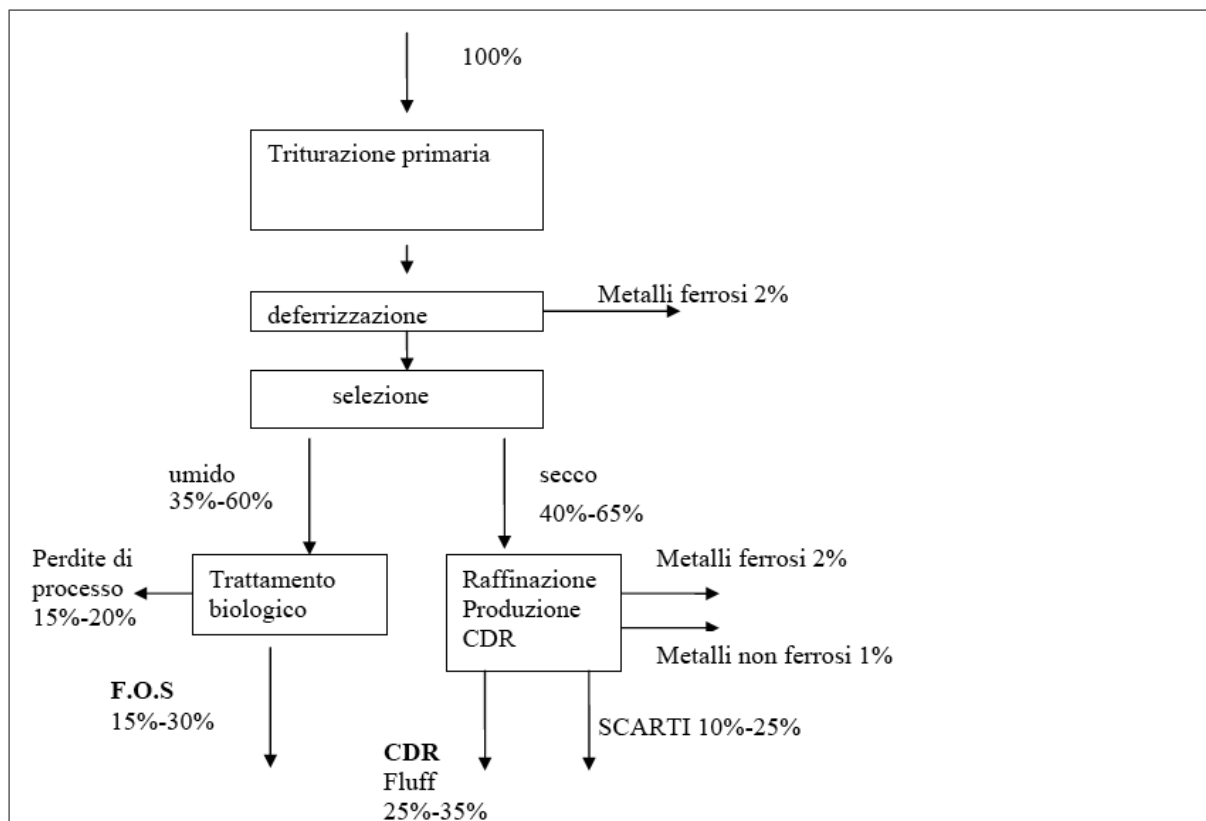 100%
Triturazione primaria
Metalli ferrosi 2%
deferrizzazione
selezione
umido
35%-60%
secco
40%-65%
Perdite di
processo
15%-20%
Trattamento
biologico
Raffinazione
Produzione
CDR
Metalli ferrosi 2%
Metalli non ferrosi 1%
F.O.S
15%-30%
SCARTI 10%-25%
CDR
Fluff
25%-35%